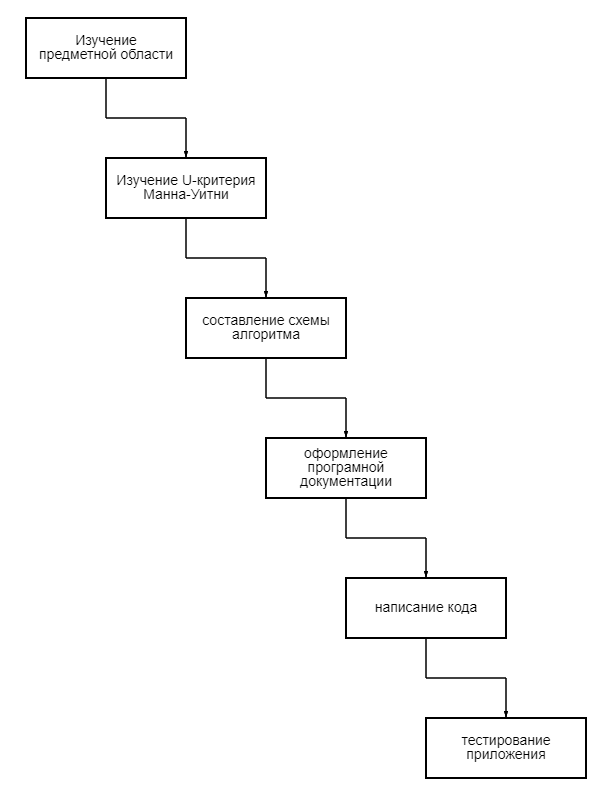 Изучение
предметной области
Изучение U-критерия
Манна-Уитни
составление схемы
алгоритма
оформление
програмной
документации
написание кода
тестирование
приложения